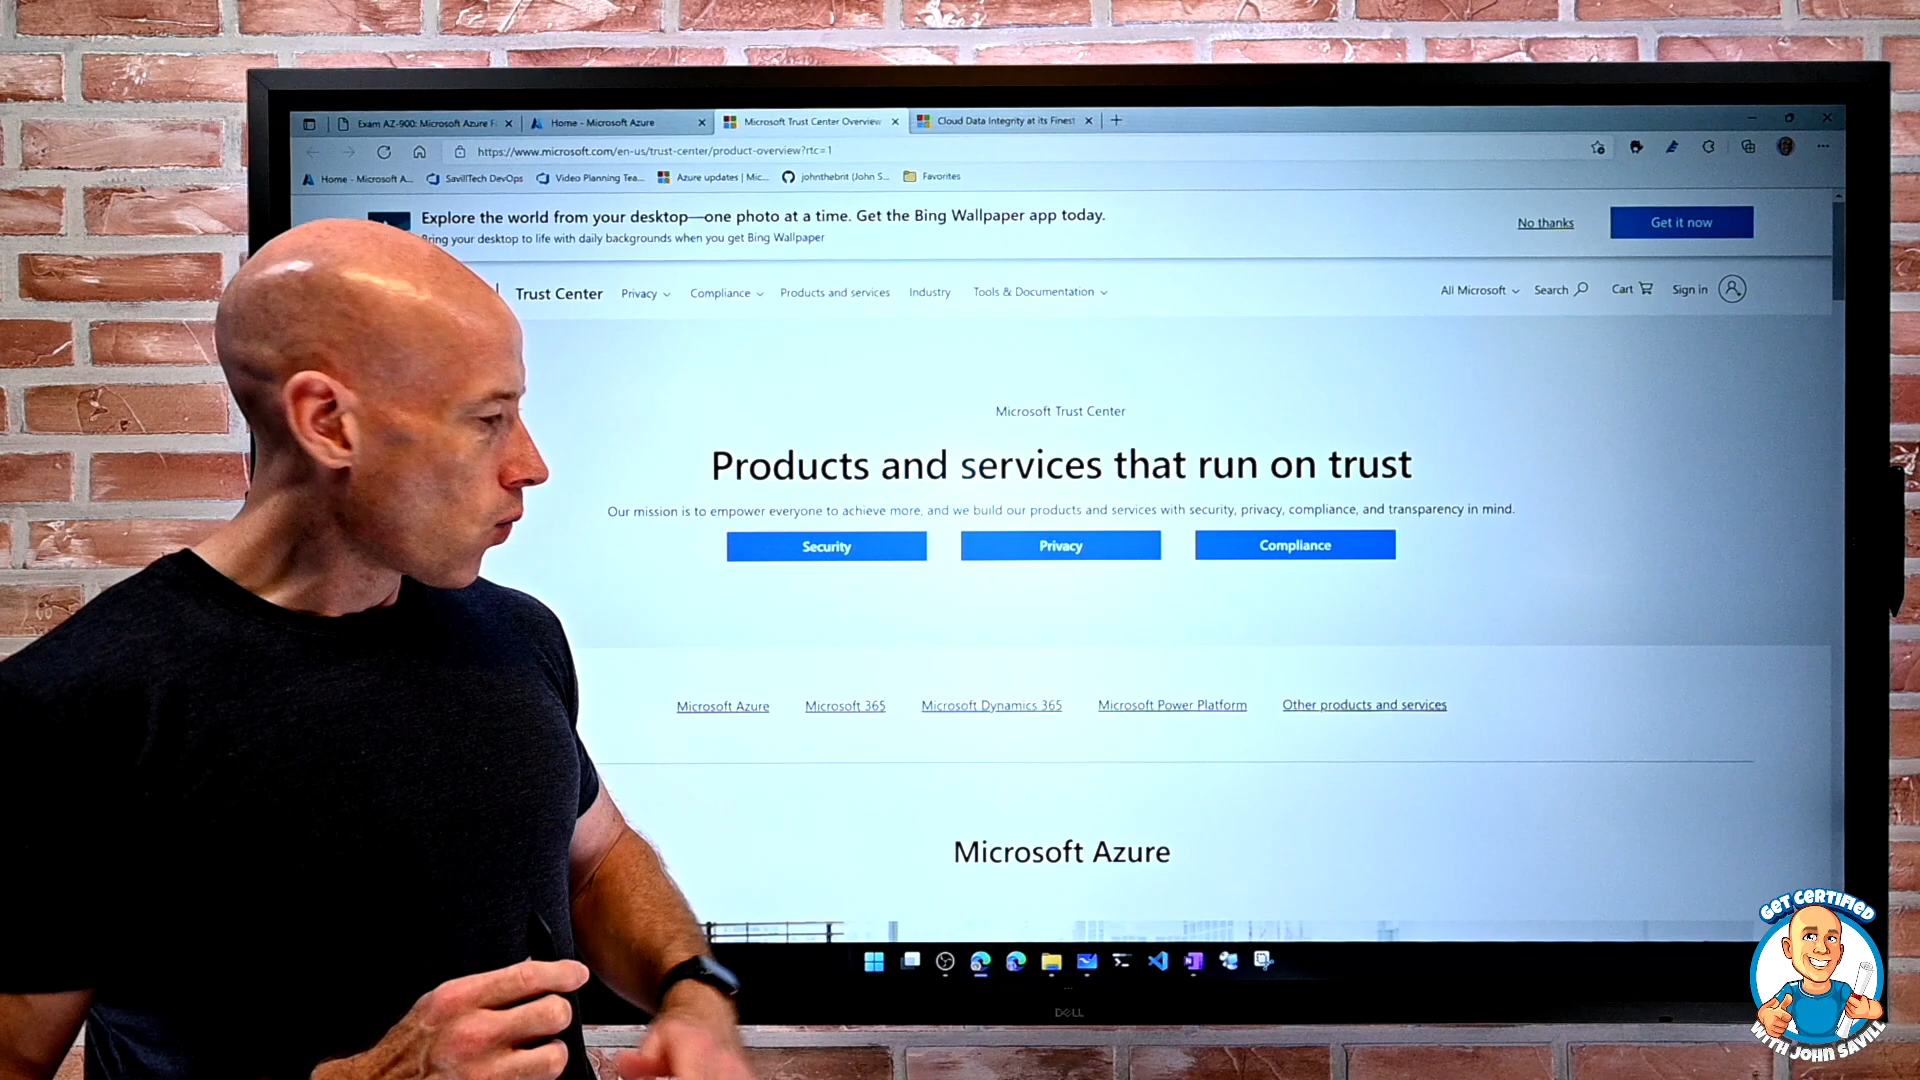 Exam AZ-900: Microsoft Azure F
Home - Microsoft Azure
Microsoft Trust Center Overview
Cloud Data Integrity at its Finest
https://www.microsoft.com/en-us/trust-center/product-overview?rtc=1
Home - Microsoft A...
SavillTech DevOps
Video Planning Tea...
Azure updates | Mic...
johnthebrit (John S...
Favorites
Explore the world from your desktop—one photo at a time. Get the Bing Wallpaper app today.
Bring your desktop to life with daily backgrounds when you get Bing Wallpaper
No thanks
Get it now
Trust Center
Privacy
Compliance
Products and services
Industry
Tools & Documentation
All Microsoft
Search
Cart
Sign in
Microsoft Trust Center
Products and services that run on trust
Our mission is to empower everyone to achieve more, and we build our products and services with security, privacy, compliance, and transparency in mind.
Security
Privacy
Compliance
Microsoft Azure
Microsoft 365
Microsoft Dynamics 365
Microsoft Power Platform
Other products and services
Microsoft Azure
DELL
GET CERTIFIED
WITH JOHN SAVILL